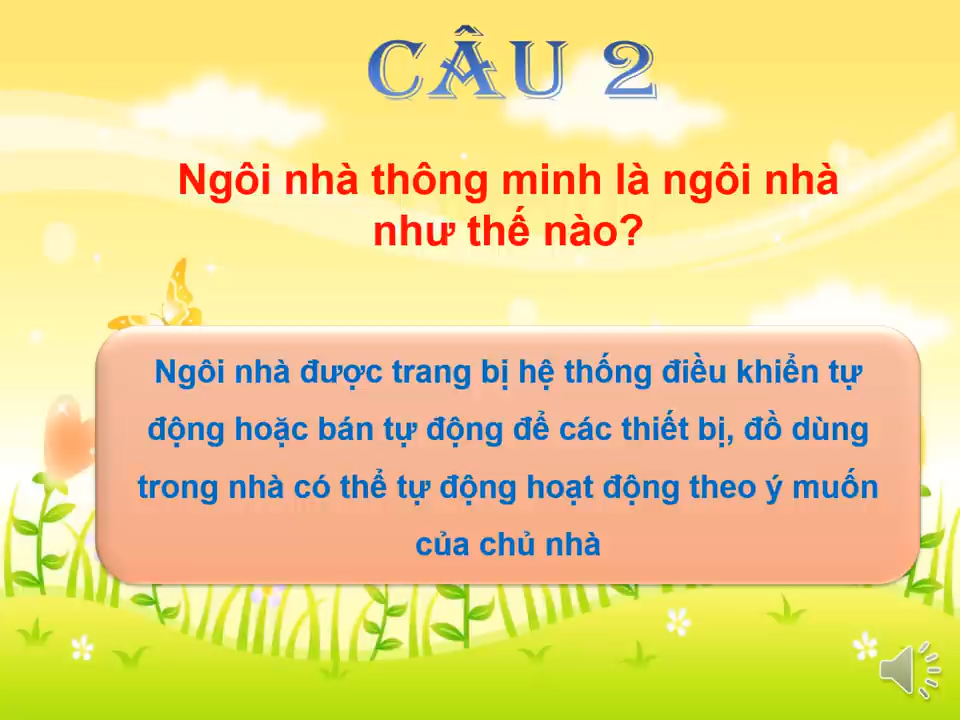 CÂU 2
Ngôi nhà thông minh là ngôi nhà
như thế nào?
Ngôi nhà được trang bị hệ thống điều khiển tự
động hoặc bán tự động để các thiết bị, đồ dùng
trong nhà có thể tự động hoạt động theo ý muốn
của chủ nhà